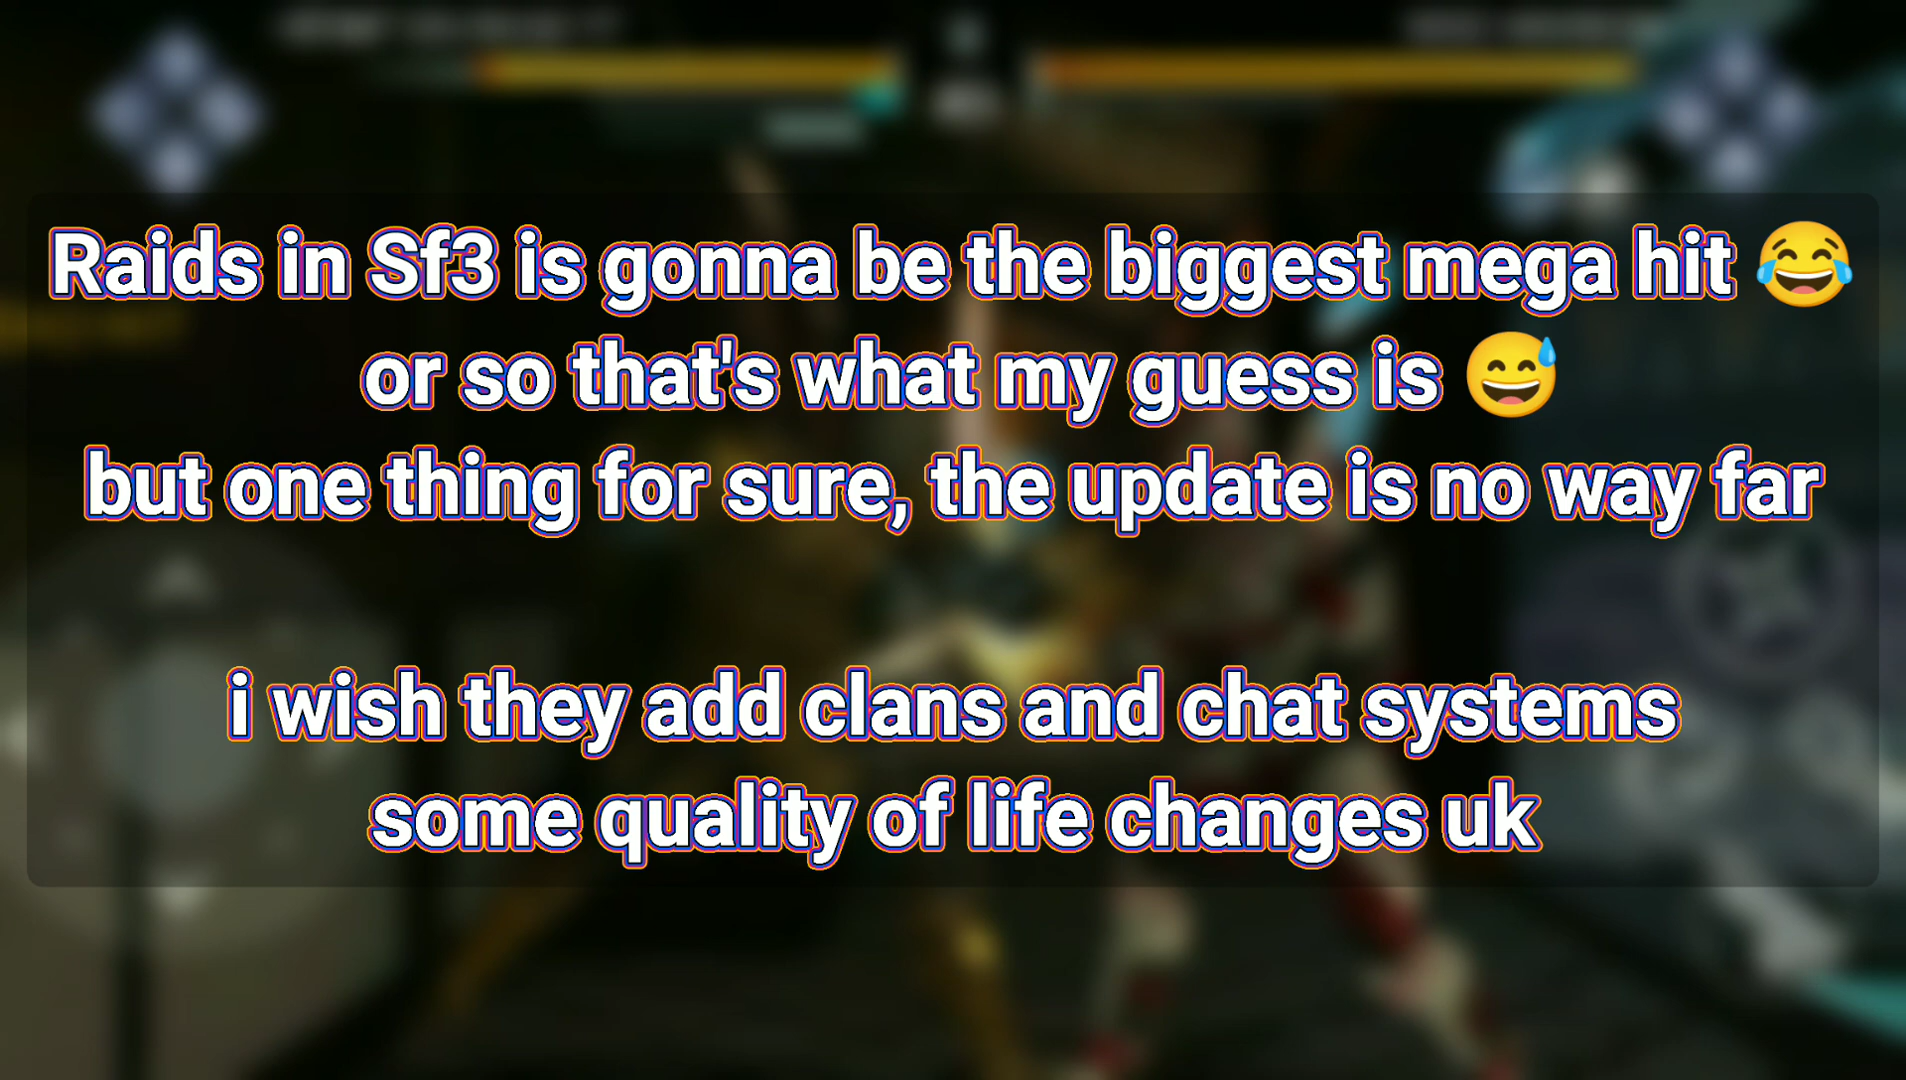 Raids in Sf3 is gonna be the biggest mega hit 😂
or so that's what my guess is 😅
but one thing for sure, the update is no way far
i wish they add clans and chat systems
some quality of life changes uk